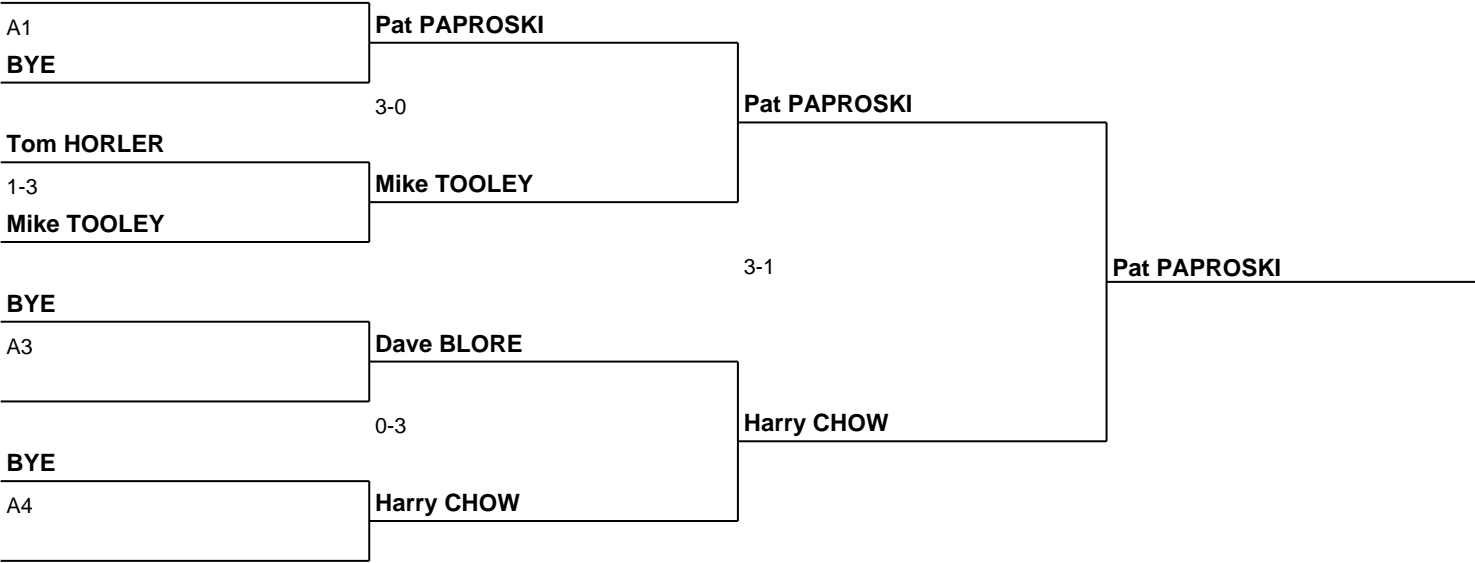 A1
Pat PAPROSKI
BYE
3-0
Pat PAPROSKI
Tom HORLER
1-3
Mike TOOLEY
Mike TOOLEY
3-1
Pat PAPROSKI
BYE
A3
Dave BLORE
0-3
Harry CHOW
BYE
A4
Harry CHOW